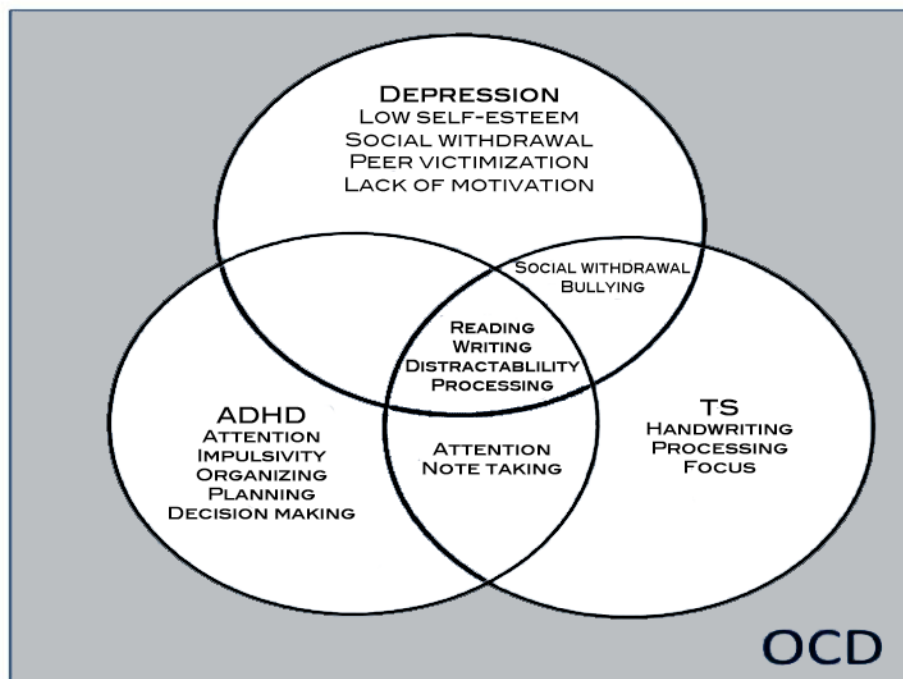 DEPRESSION
LOW SELF-ESTEEM
SOCIAL WITHDRAWAL
PEER VICTIMIZATION
LACK OF MOTIVATION
SOCIAL WITHDRAWAL
BULLYING
READING
WRITING
DISTRACTABLILITY
PROCESSING
ADHD
ATTENTION
IMPULSIVITY
ORGANIZING
PLANNING
DECISION MAKING
ATTENTION
NOTE TAKING
TS
HANDWRITING
PROCESSING
FOCUS
OCD